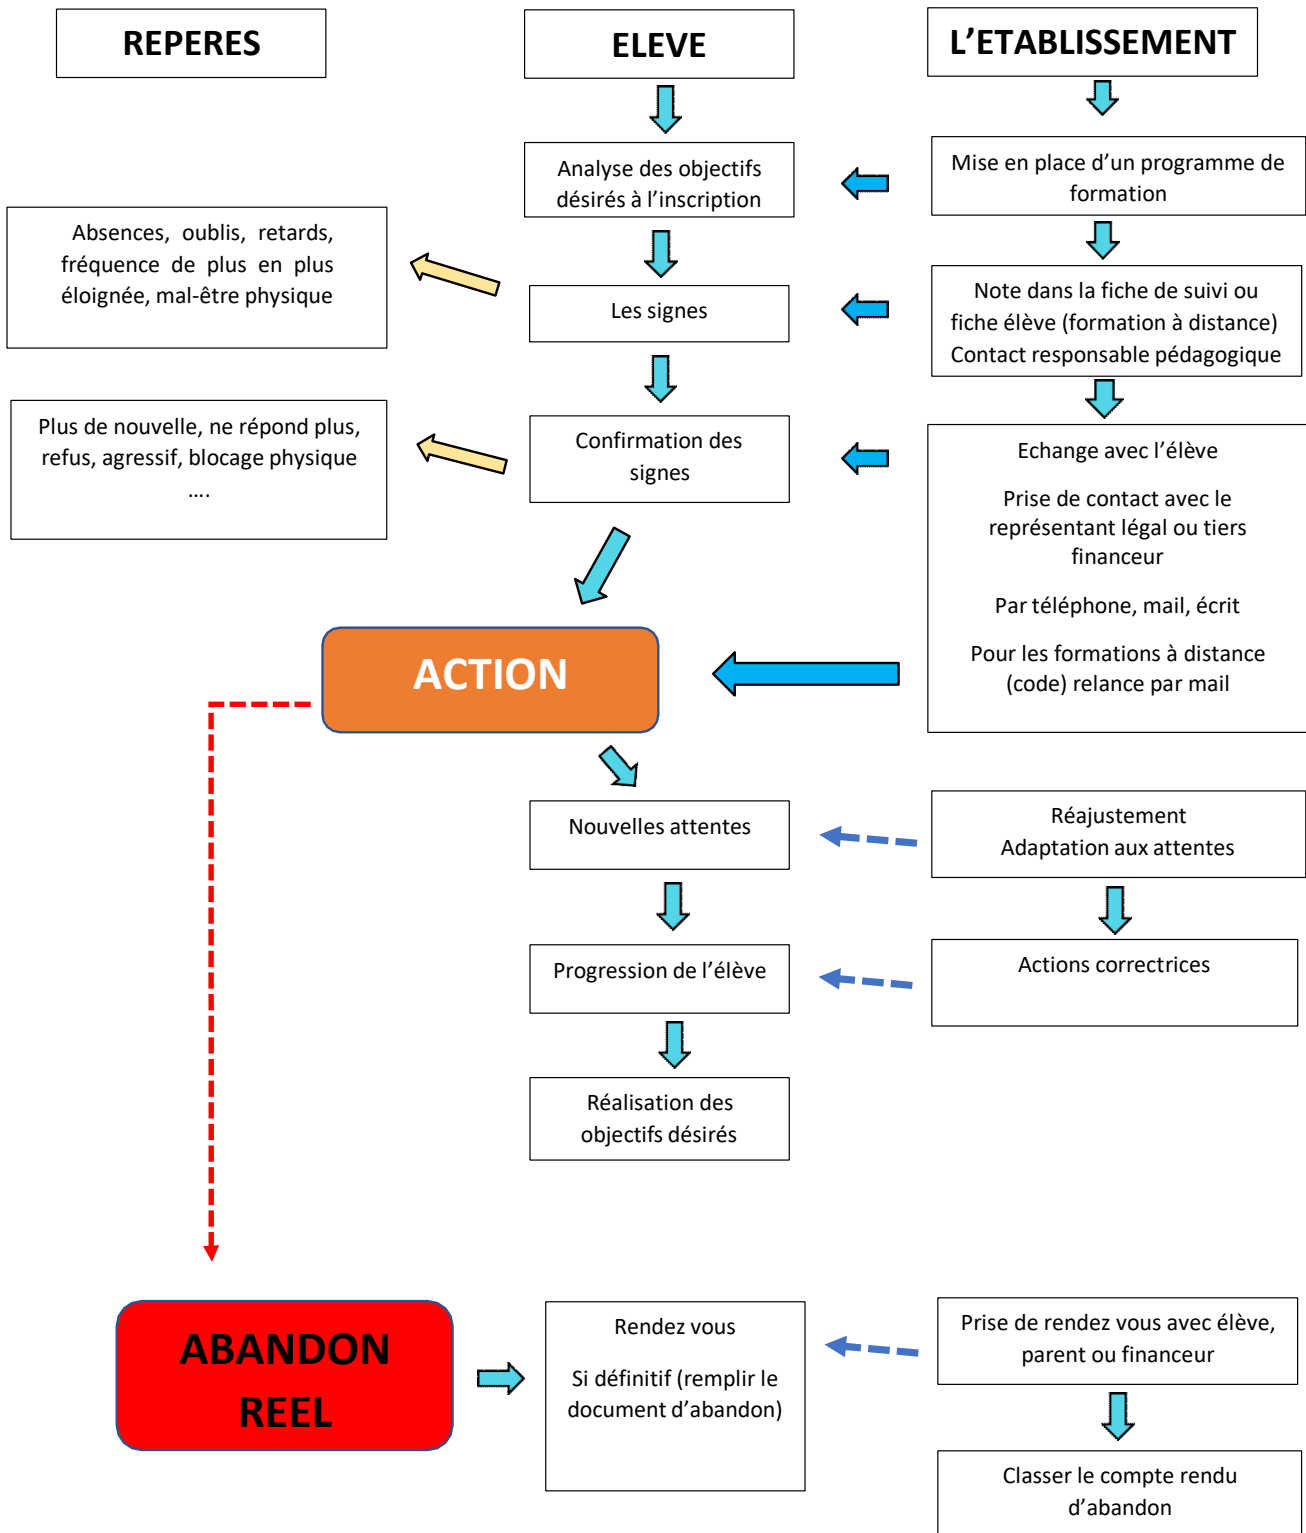 REPERES
ELEVE
L’ETABLISSEMENT
Analyse des objectifs
désirés à l’inscription
Mise en place d’un programme de
formation
Absences, oublis, retards,
fréquence de plus en plus
éloignée, mal-être physique
Les signes
Note dans la fiche de suivi ou
fiche élève (formation à distance)
Contact responsable pédagogique
Plus de nouvelle, ne répond plus,
refus, agressif, blocage physique
....
Confirmation des
signes
Echange avec l’élève
Prise de contact avec le
représentant légal ou tiers
financeur
Par téléphone, mail, écrit
Pour les formations à distance
(code) relance par mail
ACTION
Nouvelles attentes
Réajustement
Adaptation aux attentes
Progression de l’élève
Actions correctrices
Réalisation des
objectifs désirés
ABANDON
REEL
Rendez vous
Si définitif (remplir le
document d’abandon)
Prise de rendez vous avec élève,
parent ou financeur
Classer le compte rendu
d’abandon